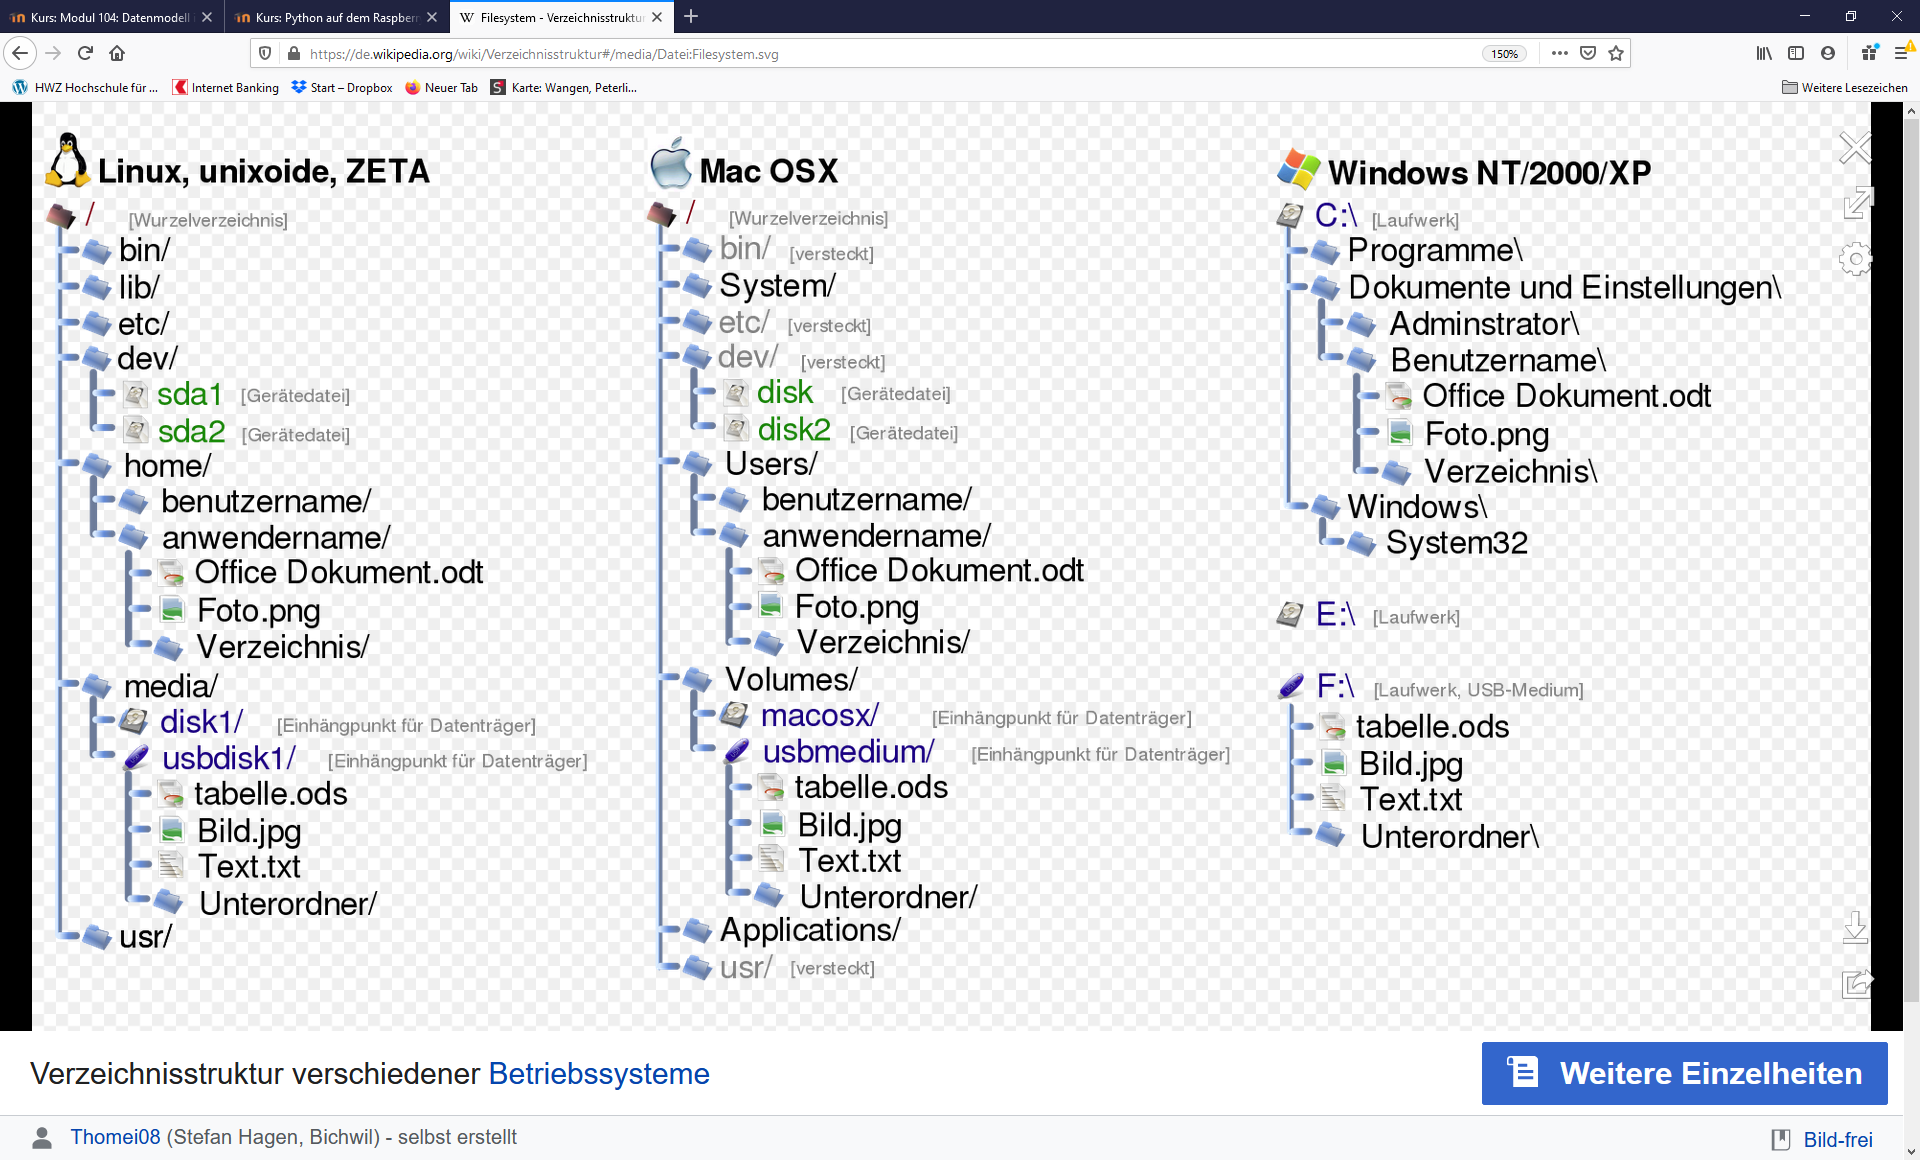 Kurs: Modul 104: Datenmodell
Kurs: Python auf dem Raspberr
Filesystem - Verzeichnisstruktur
https://de.wikipedia.org/wiki/Verzeichnisstruktur#/media/Datei:Filesystem.svg
150%
HWZ Hochschule für ...
Internet Banking
Start – Dropbox
Neuer Tab
Karte: Wangen, Peterli...
Weitere Lesezeichen
Linux, unixoide, ZETA
/ [Wurzelverzeichnis]
bin/
lib/
etc/
dev/
sda1 [Gerätedatei]
sda2 [Gerätedatei]
home/
benutzername/
anwendername/
Office Dokument.odt
Foto.png
Verzeichnis/
media/
disk1/ [Einhängpunkt für Datenträger]
usbdisk1/ [Einhängpunkt für Datenträger]
tabelle.ods
Bild.jpg
Text.txt
Unterordner/
usr/
Mac OSX
/ [Wurzelverzeichnis]
bin/ [versteckt]
System/
etc/ [versteckt]
dev/ [versteckt]
disk [Gerätedatei]
disk2 [Gerätedatei]
Users/
benutzername/
anwendername/
Office Dokument.odt
Foto.png
Verzeichnis/
Volumes/
macosx/ [Einhängpunkt für Datenträger]
usbmedium/ [Einhängpunkt für Datenträger]
tabelle.ods
Bild.jpg
Text.txt
Unterordner/
Applications/
usr/ [versteckt]
Windows NT/2000/XP
C:\ [Laufwerk]
Programme\
Dokumente und Einstellungen\
Adminstrator\
Benutzername\
Office Dokument.odt
Foto.png
Verzeichnis\
Windows\
System32
E:\ [Laufwerk]
F:\ [Laufwerk, USB-Medium]
tabelle.ods
Bild.jpg
Text.txt
Unterordner\
Verzeichnisstruktur verschiedener Betriebssysteme
Weitere Einzelheiten
Thomei08 (Stefan Hagen, Bichwil) - selbst erstellt
Bild-frei